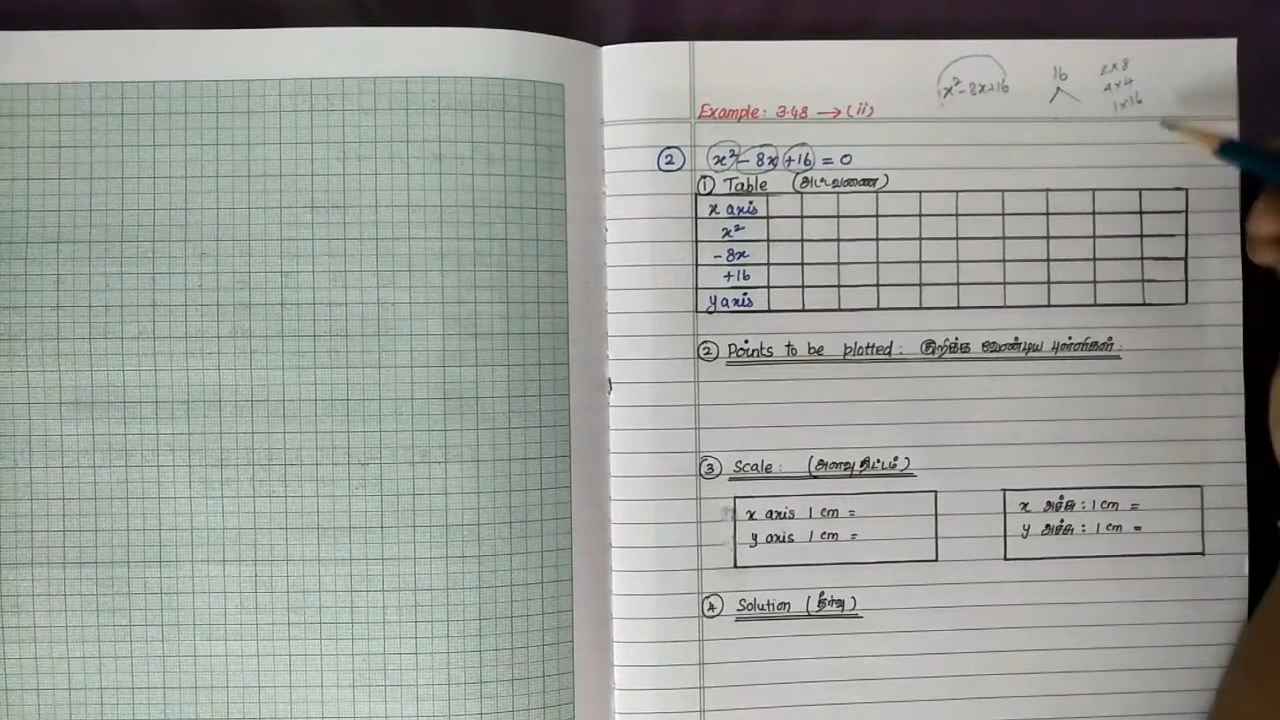 x² - 8x + 16
16
2 x 8
4 x 4
1 x 16
Example: 3.48 → (ii)
② x² - 8x + 16 = 0
① Table (அட்டவணை)
x axis
x²
- 8x
+16
y axis
② Points to be plotted: குறிக்க வேண்டிய புள்ளிகள்:
③ Scale: (அளவுதிட்டம்)
x axis 1 cm =
y axis 1 cm =
x அச்சு : 1 cm =
y அச்சு : 1 cm =
④ Solution (தீர்வு)